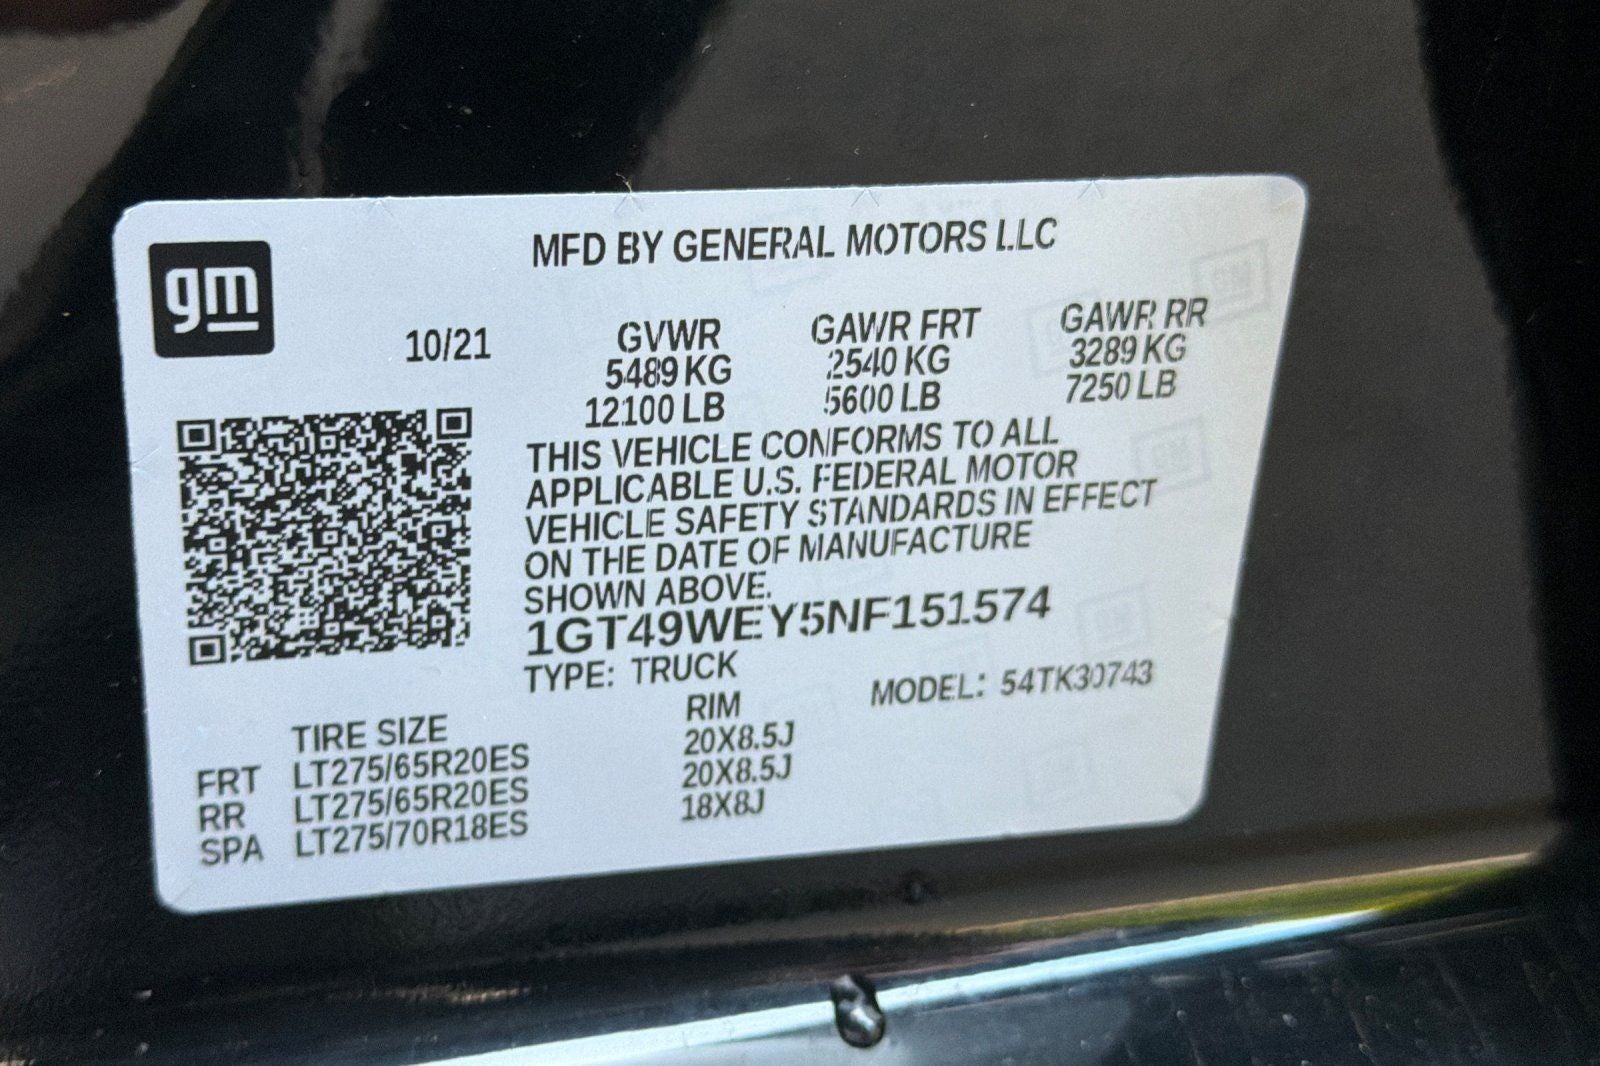 gm
MFD BY GENERAL MOTORS LLC
10/21
GVWR GAWR FRT GAWR RR
5489 KG 2540 KG 3289 KG
12100 LB 5600 LB 7250 LB
THIS VEHICLE CONFORMS TO ALL
APPLICABLE U.S. FEDERAL MOTOR
VEHICLE SAFETY STANDARDS IN EFFECT
ON THE DATE OF MANUFACTURE
SHOWN ABOVE.
1GT49WEY5NF151574
TYPE: TRUCK MODEL: 54TK30743
TIRE SIZE RIM
FRT LT275/65R20ES 20X8.5J
RR LT275/65R20ES 20X8.5J
SPA LT275/70R18ES 18X8J